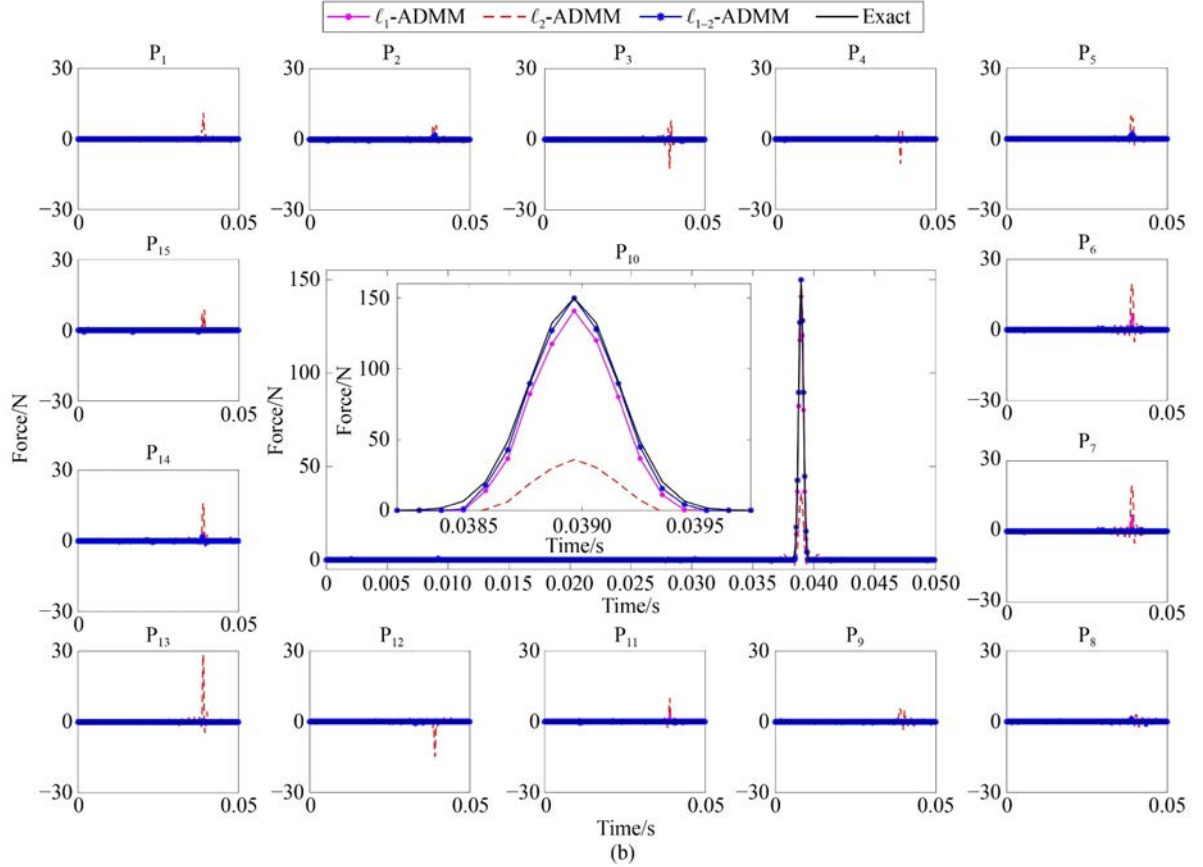 ℓ₁-ADMM ℓ₂-ADMM ℓ₁₋₂-ADMM Exact
P₁ P₂ P₃ P₄ P₅
30 30 30 30 30
0 0 0 0 0
−30 −30 −30 −30 −30
0 0.05 0 0.05 0 0.05 0 0.05 0 0.05
P₁₅
30
0
−30
0 0.05
P₁₄
30
0
−30
0 0.05
Force/N
P₁₀
150
100
50
0
Force/N
0 0.005 0.010 0.015 0.020 0.025 0.030 0.035 0.040 0.045 0.050
Time/s
150
100
50
0
Force/N
0.0385 0.0390 0.0395
Time/s
P₆
30
0
−30
0 0.05
P₇
30
0
−30
0 0.05
P₁₃ P₁₂ P₁₁ P₉ P₈
30 30 30 30 30
0 0 0 0 0
−30 −30 −30 −30 −30
0 0.05 0 0.05 0 0.05 0 0.05 0 0.05
Time/s
(b)